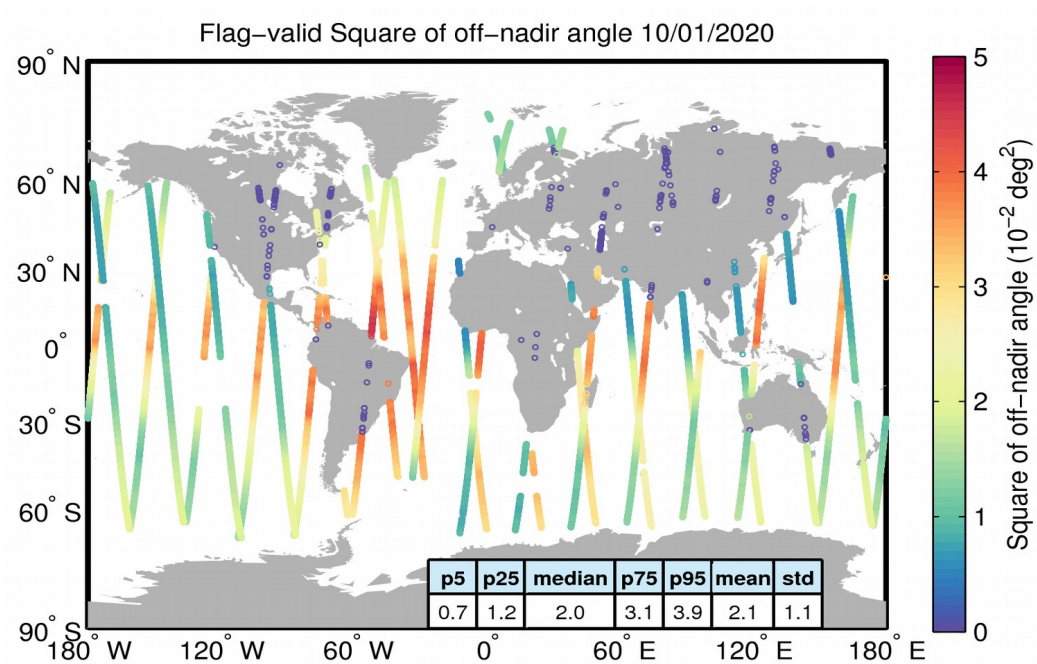 Flag−valid Square of off−nadir angle 10/01/2020
90° N
60° N
30° N
0°
30° S
60° S
90° S
180° W
120° W
60° W
0°
60° E
120° E
180° E
p5 p25 median p75 p95 mean std
0.7 1.2 2.0 3.1 3.9 2.1 1.1
5
4
3
2
1
0
Square of off−nadir angle (10⁻² deg²)